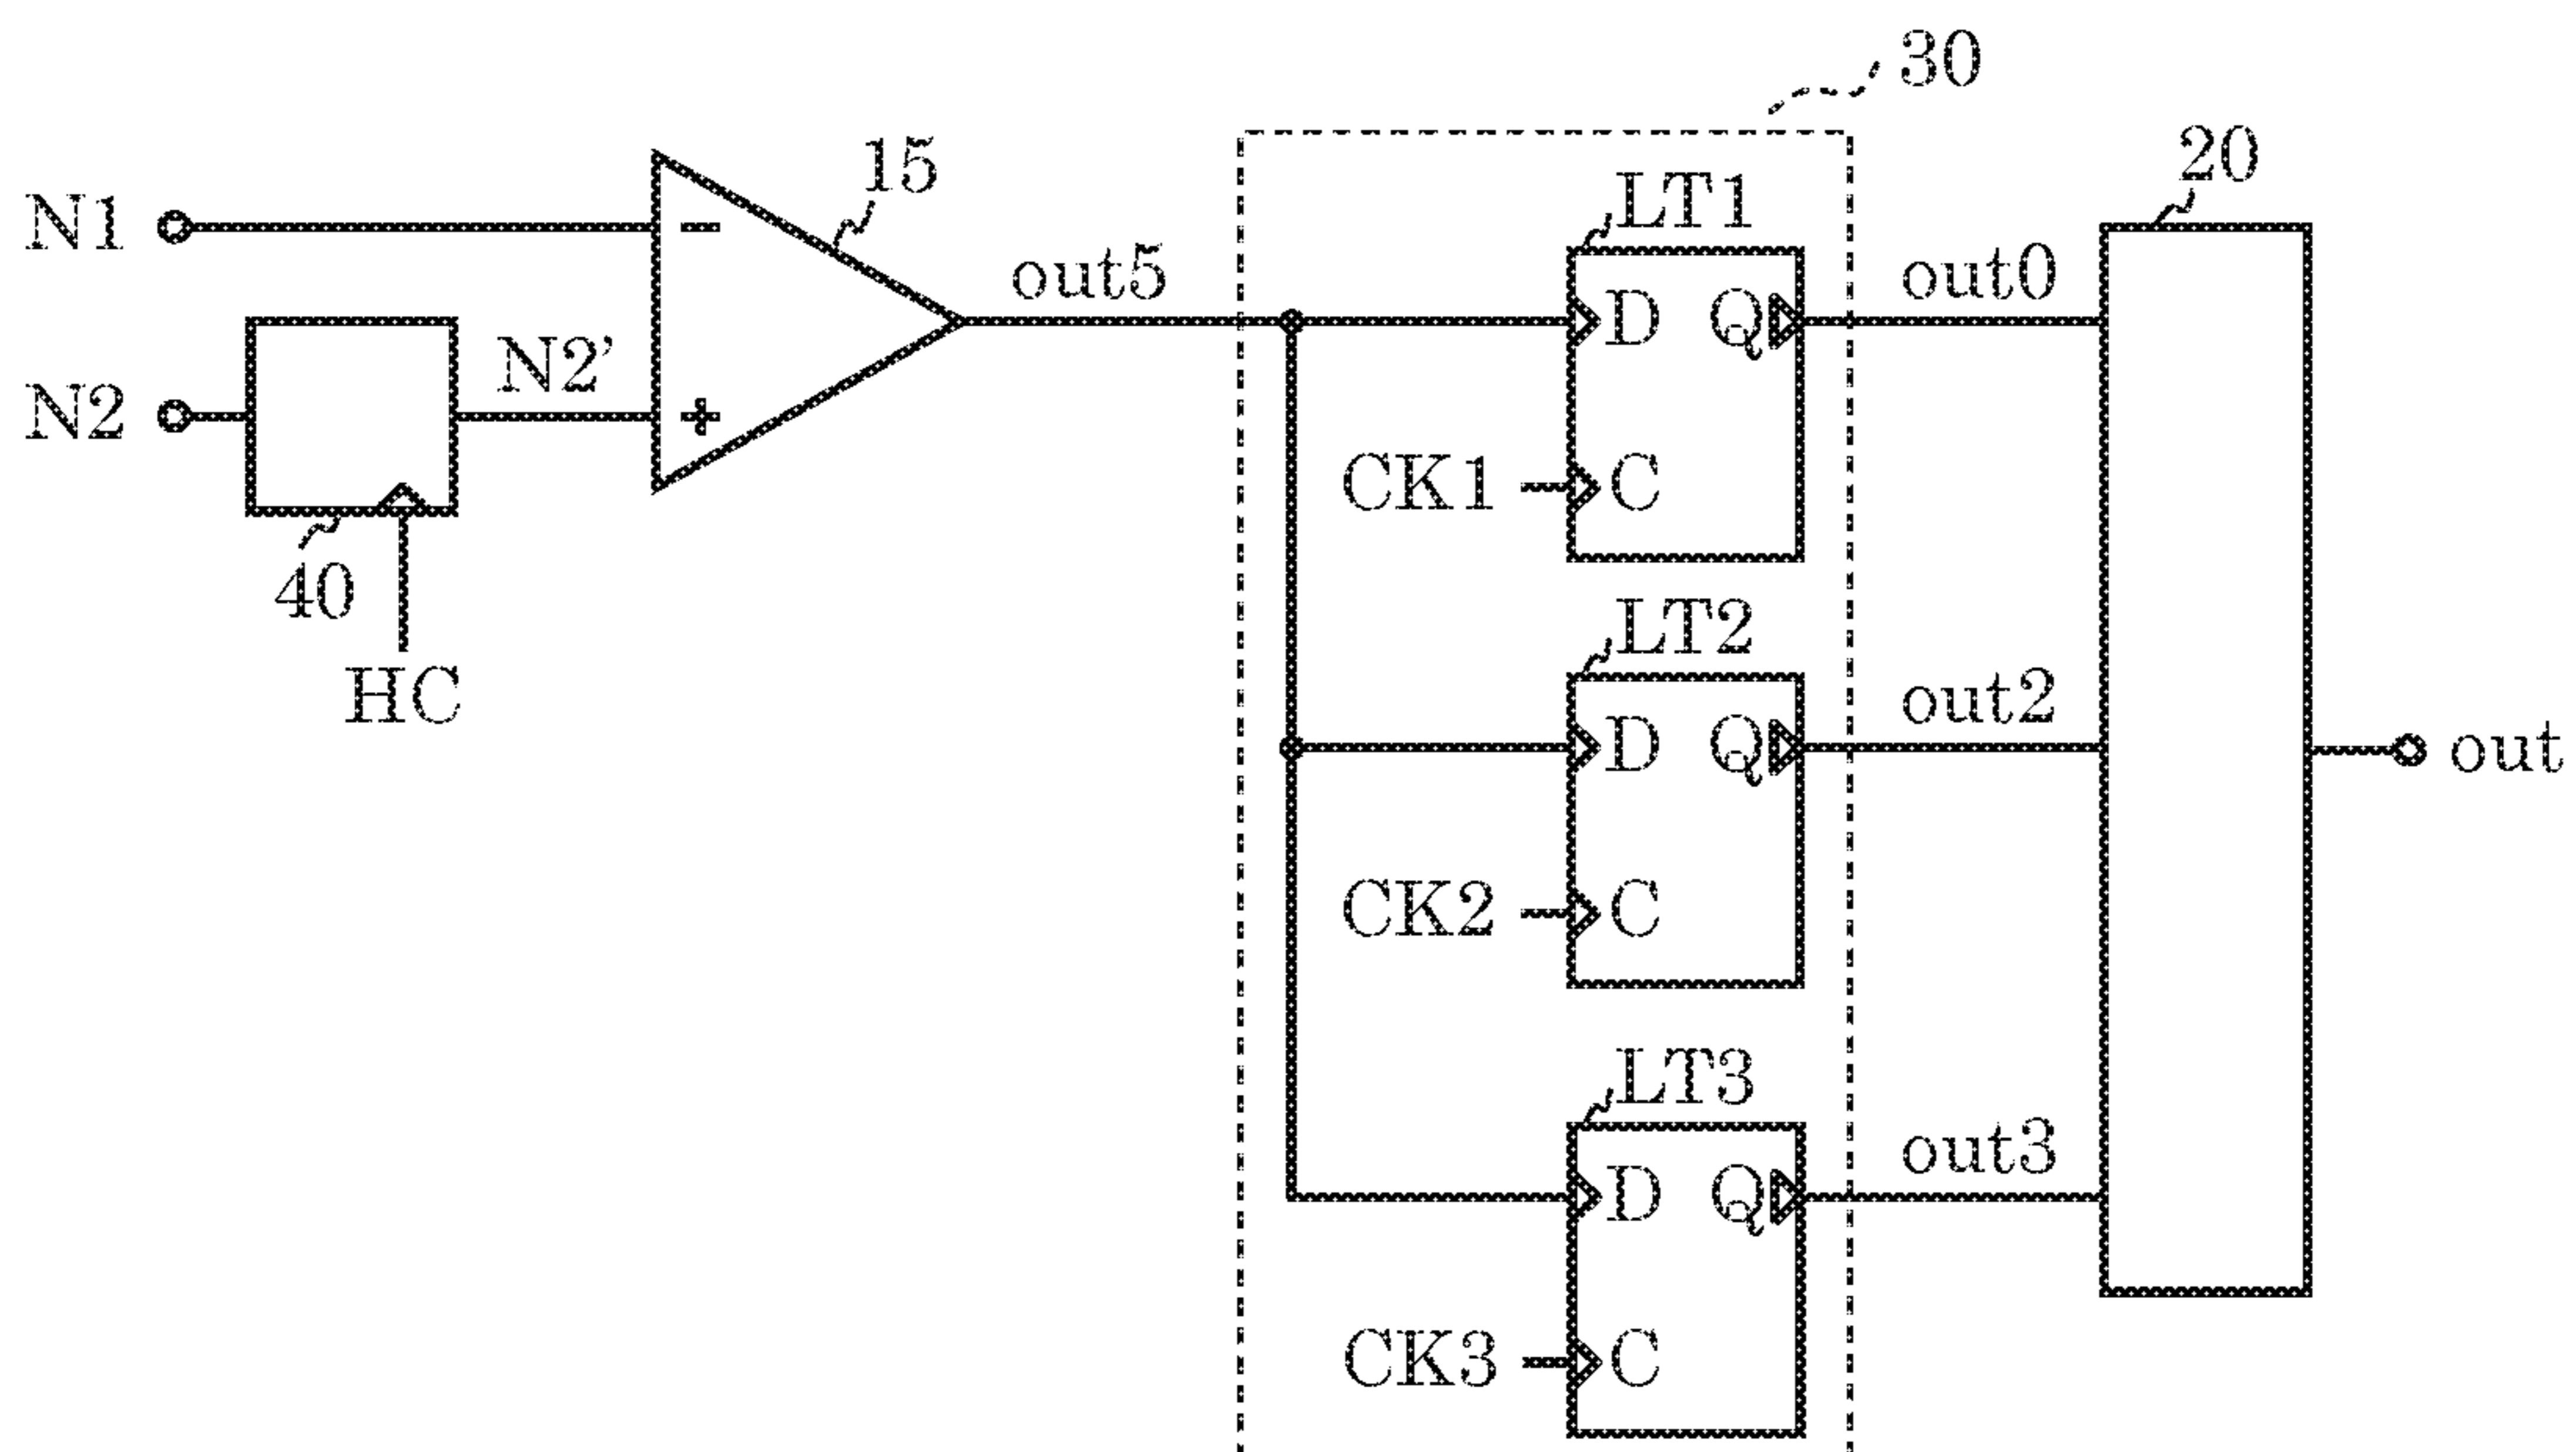 30
15
20
N1
−
LT1
out5
D Q
out0
N2
N2'
+
CK1
C
40
HC
LT2
D Q
out2
out
CK2
C
LT3
D Q
out3
CK3
C